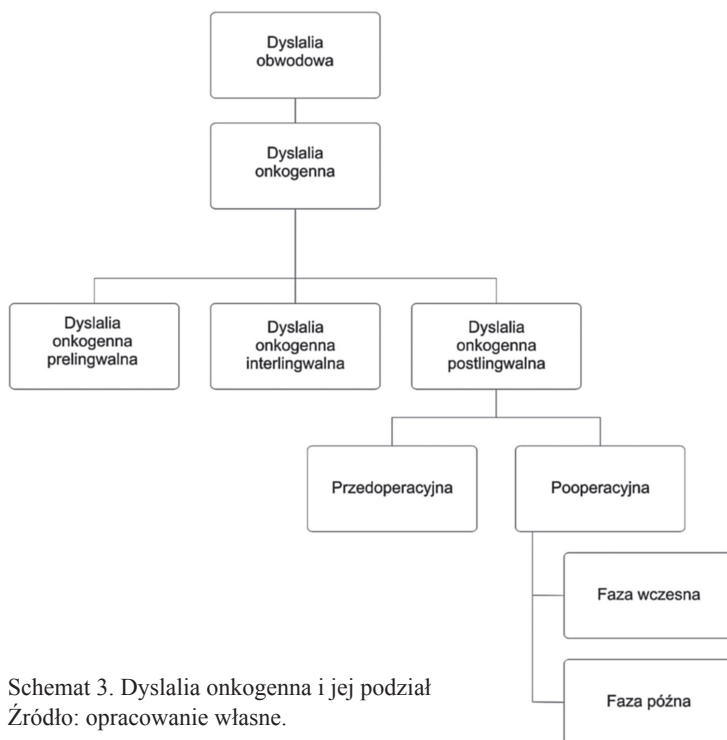 Dyslalia
obwodowa
Dyslalia
onkogenna
Dyslalia
onkogenna
prelingwalna
Dyslalia
onkogenna
interlingwalna
Dyslalia
onkogenna
postlingwalna
Przedoperacyjna
Pooperacyjna
Faza wczesna
Faza późna
Schemat 3. Dyslalia onkogenna i jej podział
Źródło: opracowanie własne.